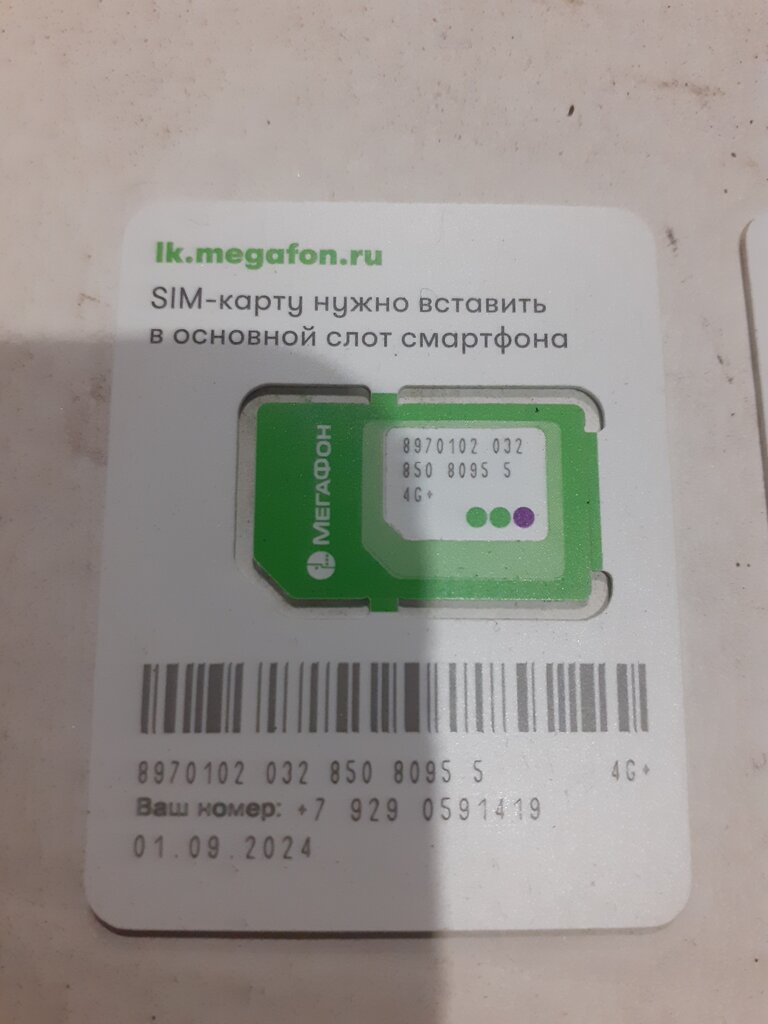 lk.megafon.ru
SIM-карту нужно вставить
в основной слот смартфона
МЕГАФОН
8970102 032
850 8095 5
4G+
8970102 032 850 8095 5 4G+
Ваш номер: +7 929 0591419
01.09.2024